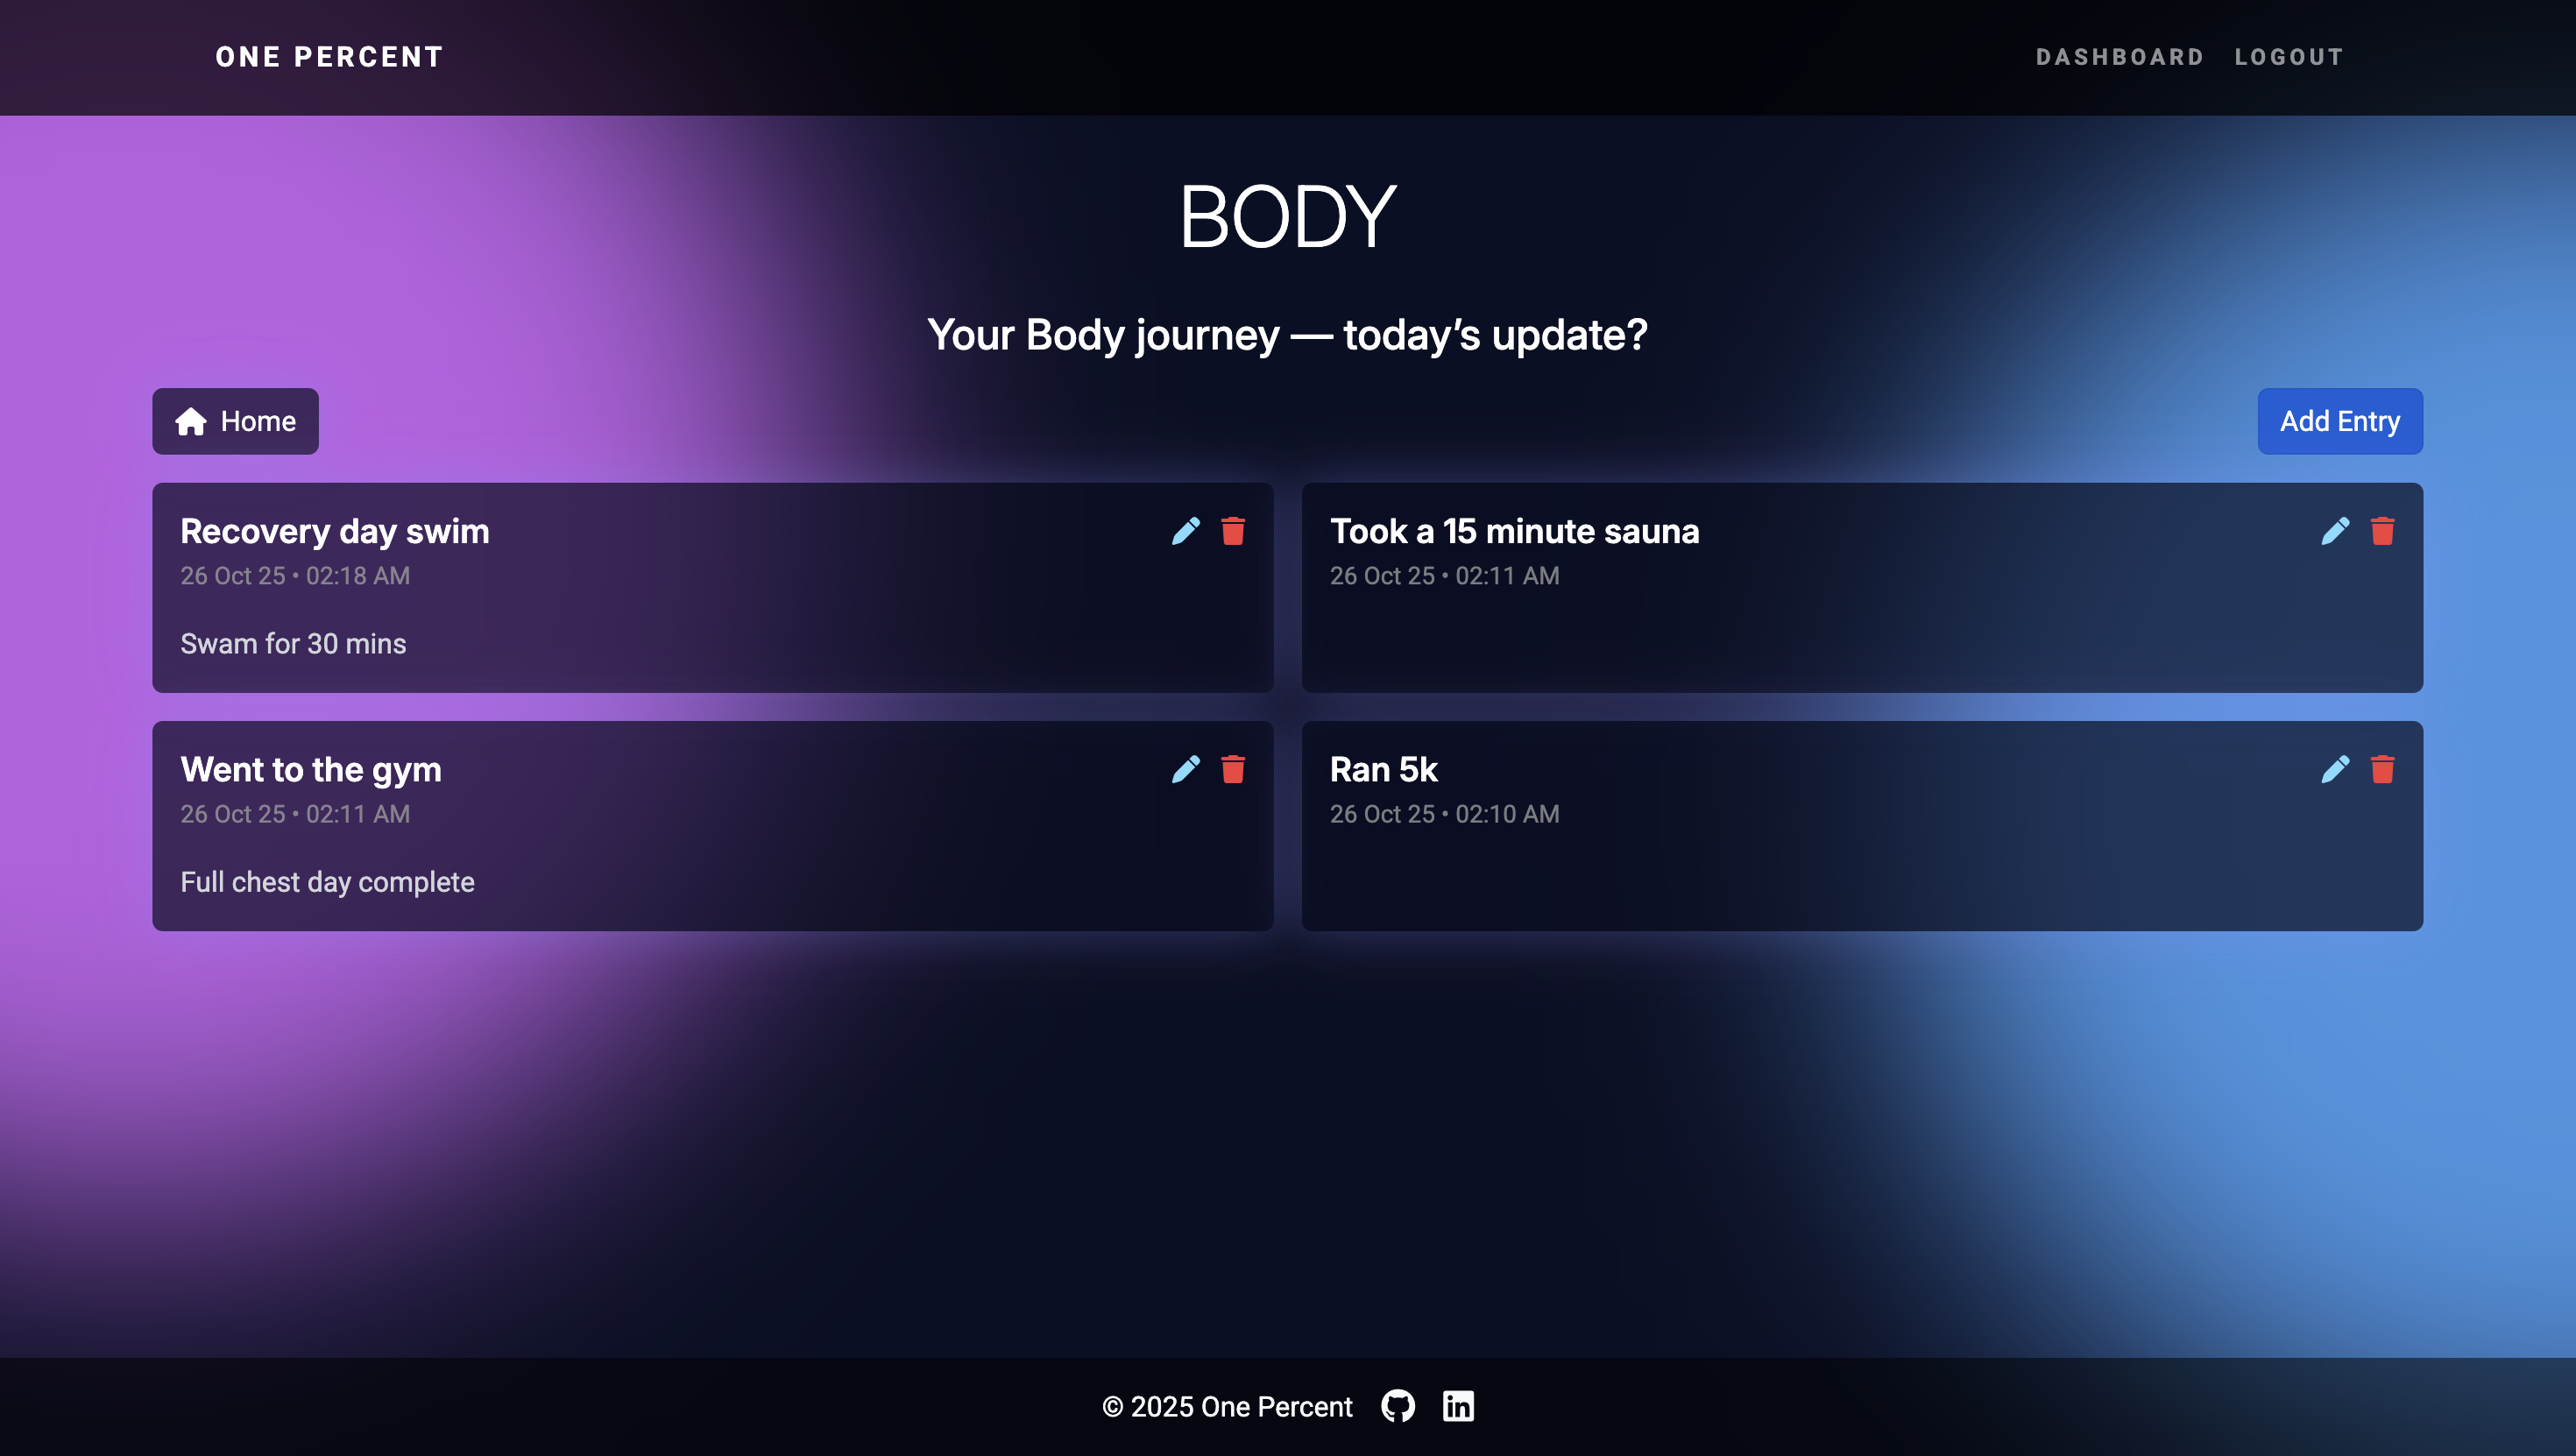 ONE PERCENT
DASHBOARD LOGOUT
BODY
Your Body journey — today’s update?
Home
Add Entry
Recovery day swim
26 Oct 25 • 02:18 AM
Swam for 30 mins
Took a 15 minute sauna
26 Oct 25 • 02:11 AM
Went to the gym
26 Oct 25 • 02:11 AM
Full chest day complete
Ran 5k
26 Oct 25 • 02:10 AM
© 2025 One Percent